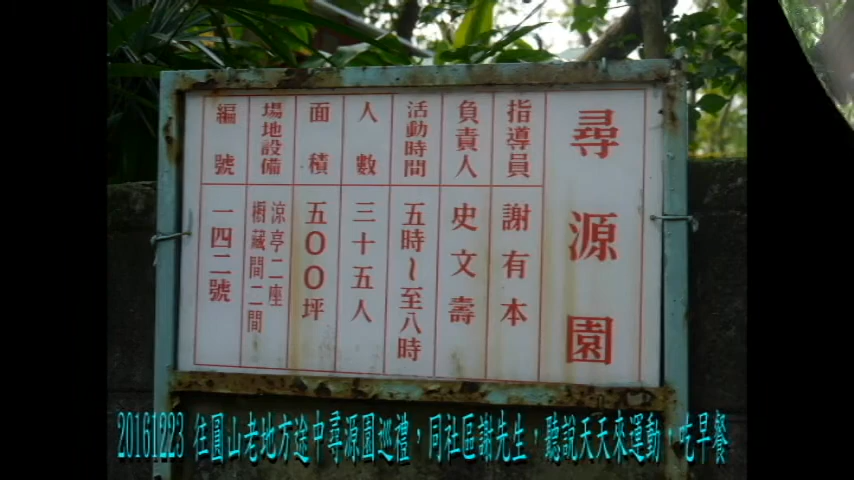 尋源園
指導員 謝有本
負責人 史文壽
活動時間 五時~至八時
人數 三十五人
面積 五00坪
場地設備 涼亭二座
櫥藏間二間
編號 一四二號
20161223 住圓山老地方途中尋源園巡禮,同社區謝先生,聽說天天來運動,吃早餐